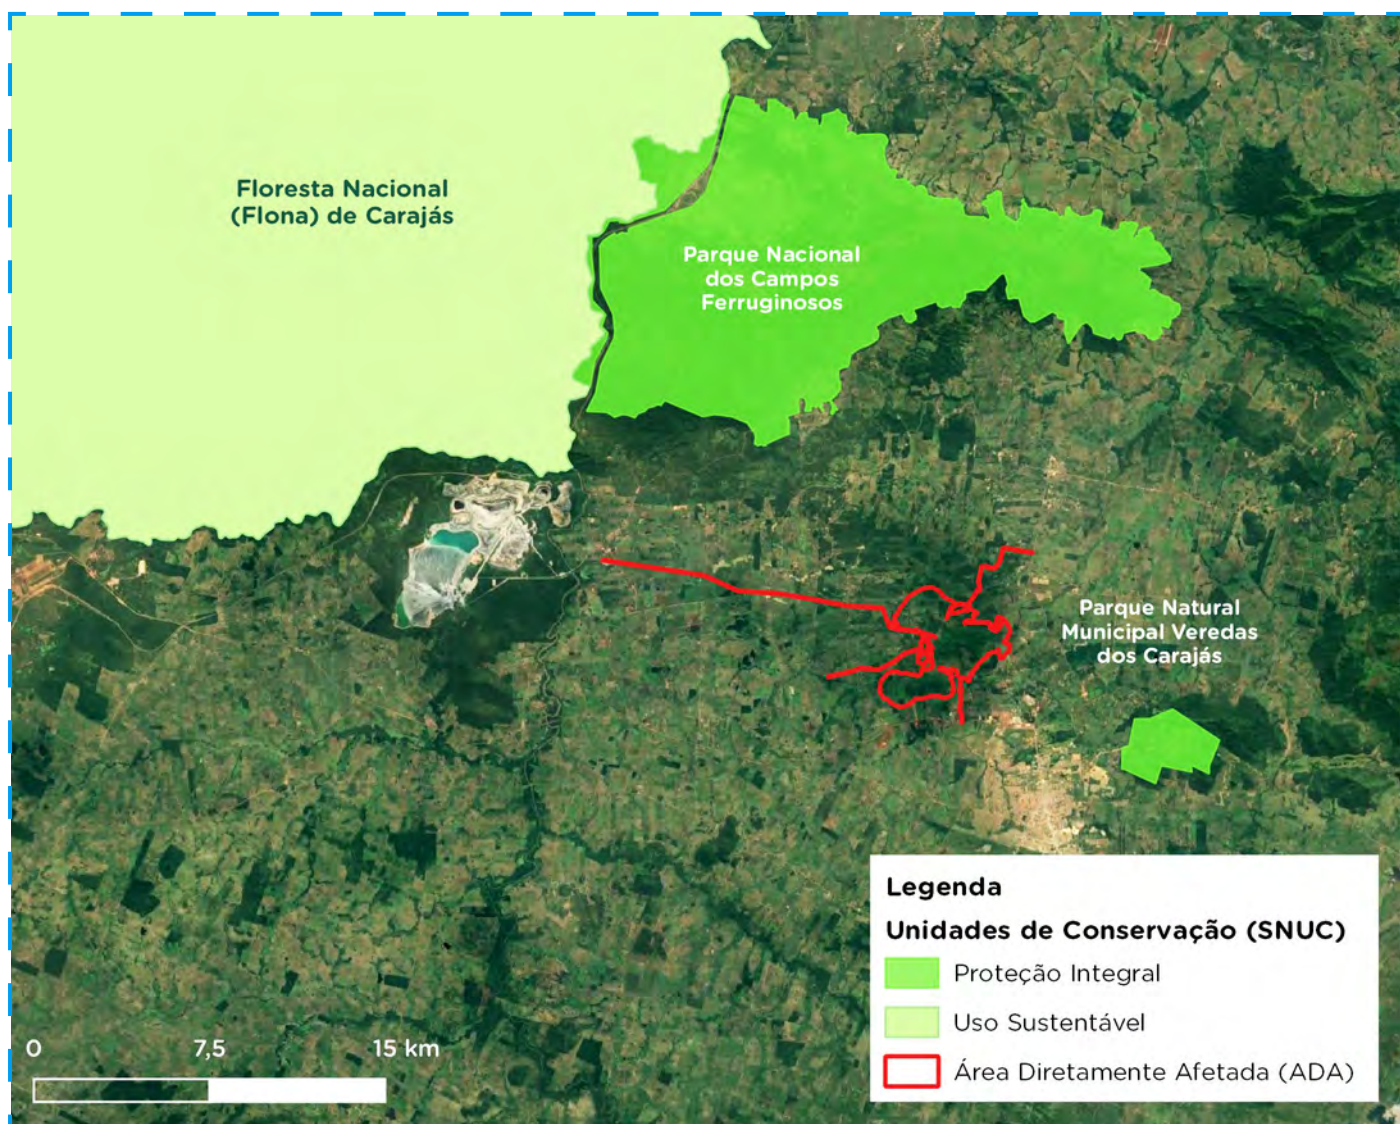 Floresta Nacional
(Flona) de Carajás
Parque Nacional
dos Campos
Ferruginosos
Parque Natural
Municipal Veredas
dos Carajás
Legenda
Unidades de Conservação (SNUC)
Proteção Integral
Uso Sustentável
Área Diretamente Afetada (ADA)
0 7,5 15 km